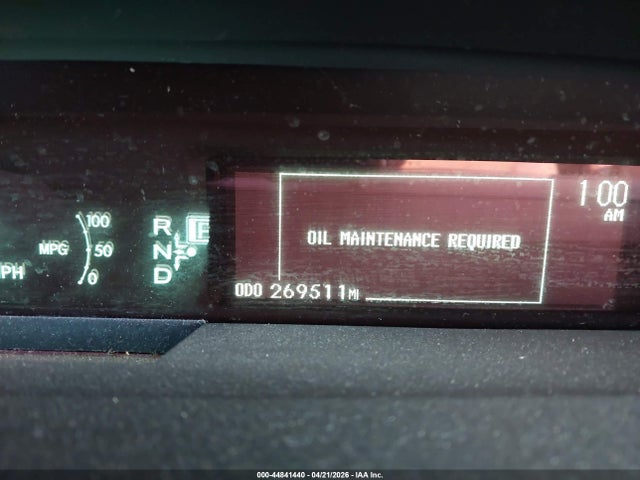 1:00
AM
100
MPG 50
0
MPH
R
N
D
P
OIL MAINTENANCE REQUIRED
ODO 269511 MI
000-44841440 - 04/21/2026 - IAA Inc.